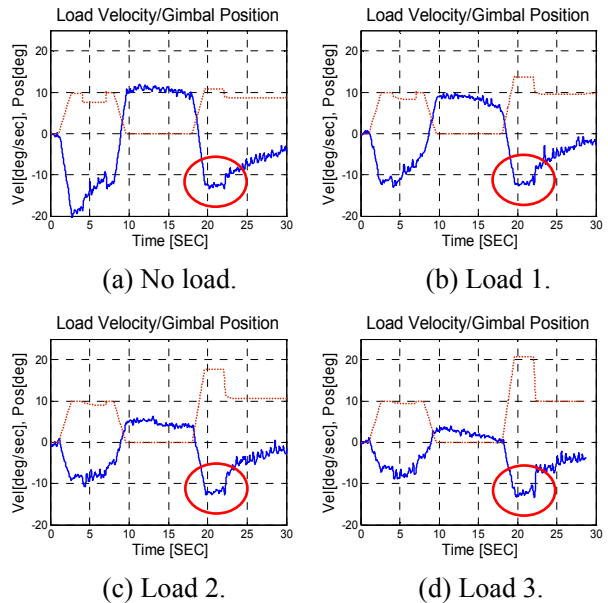 Load Velocity/Gimbal Position
Vel[deg/sec], Pos[deg]
20
10
0
-10
-20
0 5 10 15 20 25 30
Time [SEC]
(a) No load.
Load Velocity/Gimbal Position
Vel[deg/sec], Pos[deg]
20
10
0
-10
-20
0 5 10 15 20 25 30
Time [SEC]
(b) Load 1.
Load Velocity/Gimbal Position
Vel[deg/sec], Pos[deg]
20
10
0
-10
-20
0 5 10 15 20 25 30
Time [SEC]
(c) Load 2.
Load Velocity/Gimbal Position
Vel[deg/sec], Pos[deg]
20
10
0
-10
-20
0 5 10 15 20 25 30
Time [SEC]
(d) Load 3.